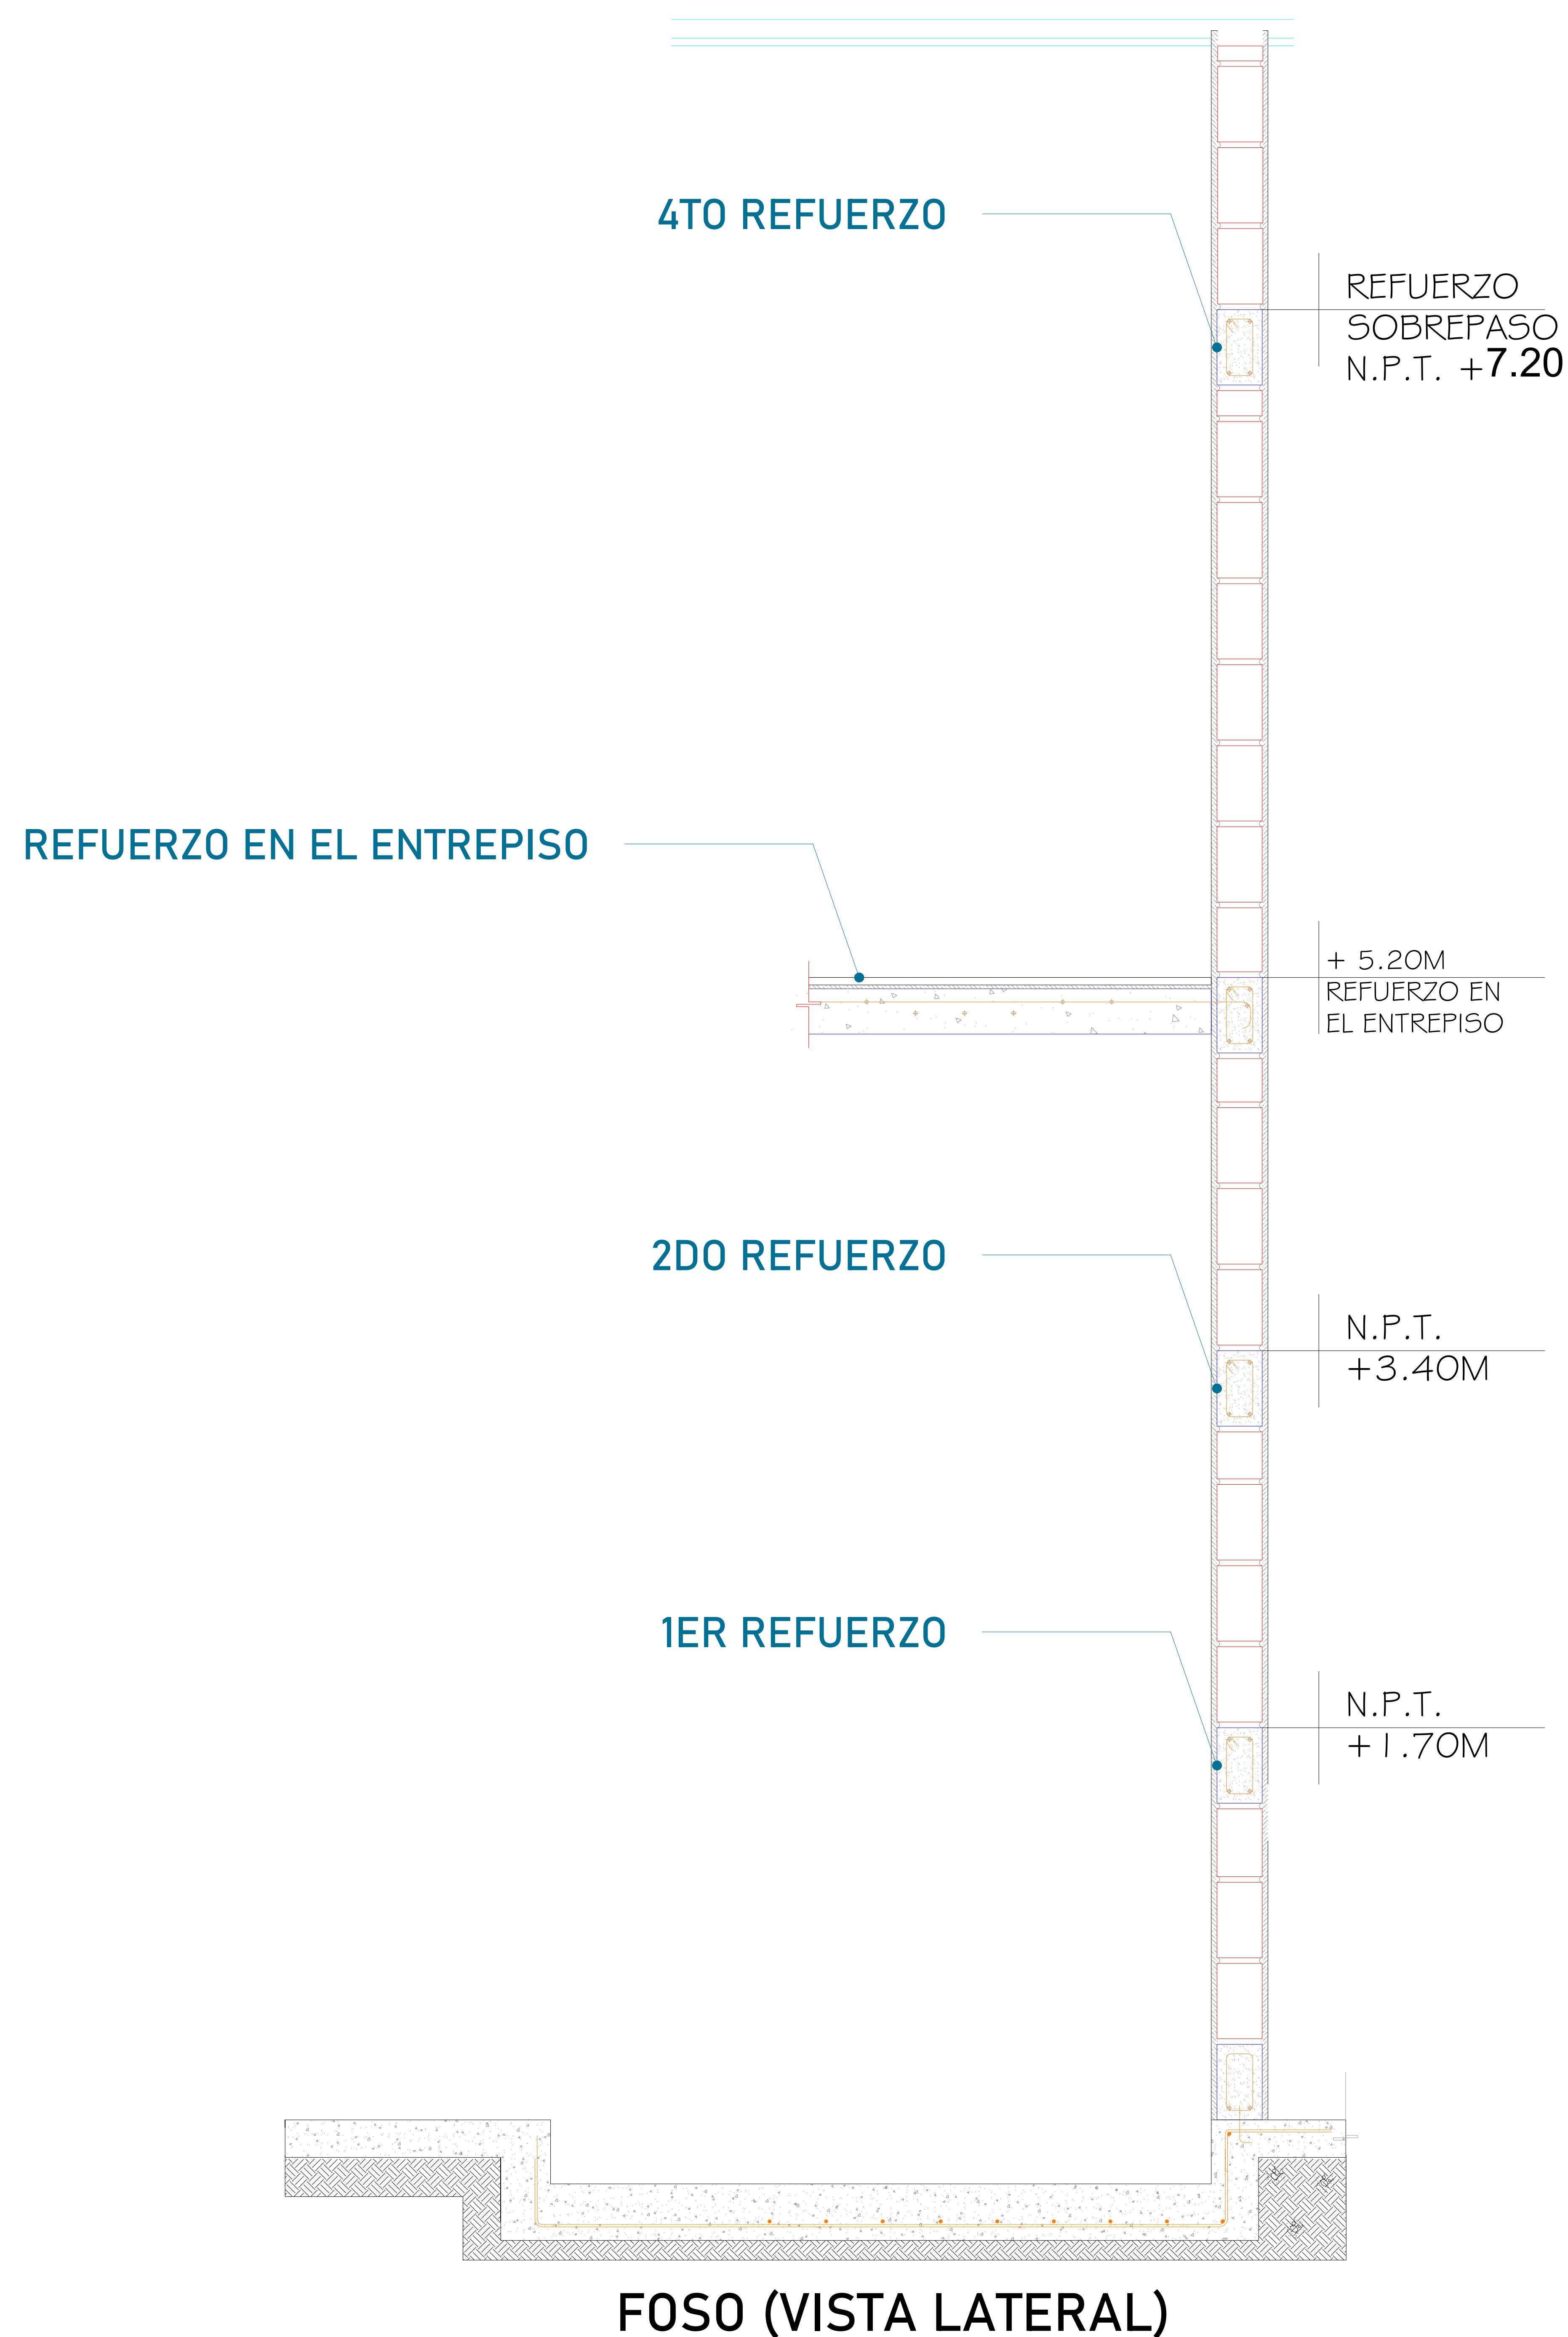 4TO REFUERZO
REFUERZO
SOBREPASO
N.P.T. +7.20
REFUERZO EN EL ENTREPISO
+ 5.20M
REFUERZO EN
EL ENTREPISO
2DO REFUERZO
N.P.T.
+3.40M
1ER REFUERZO
N.P.T.
+1.70M
FOSO (VISTA LATERAL)